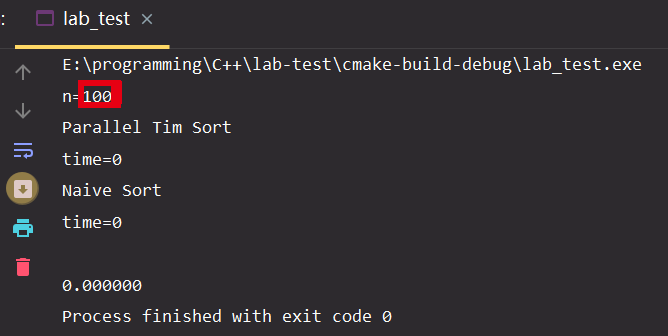 : lab_test ×
E:\programming\C++\lab-test\cmake-build-debug\lab_test.exe
n=100
Parallel Tim Sort
time=0
Naive Sort
time=0
0.000000
Process finished with exit code 0